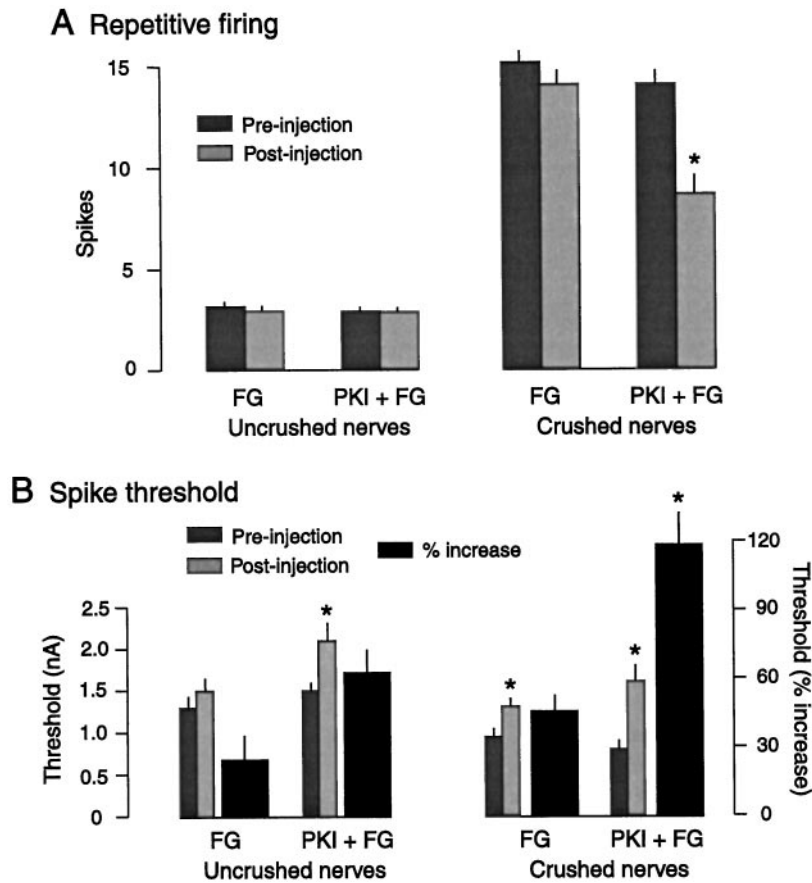 A Repetitive firing
15
10
5
0
Spikes
Pre-injection
Post-injection
*
FG PKI + FG FG PKI + FG
Uncrushed nerves Crushed nerves
B Spike threshold
Pre-injection
Post-injection
% increase
2.5
2.0
1.5
1.0
0.5
0
Threshold (nA)
*
*
*
*
120
90
60
30
0
Threshold (% increase)
FG PKI + FG FG PKI + FG
Uncrushed nerves Crushed nerves